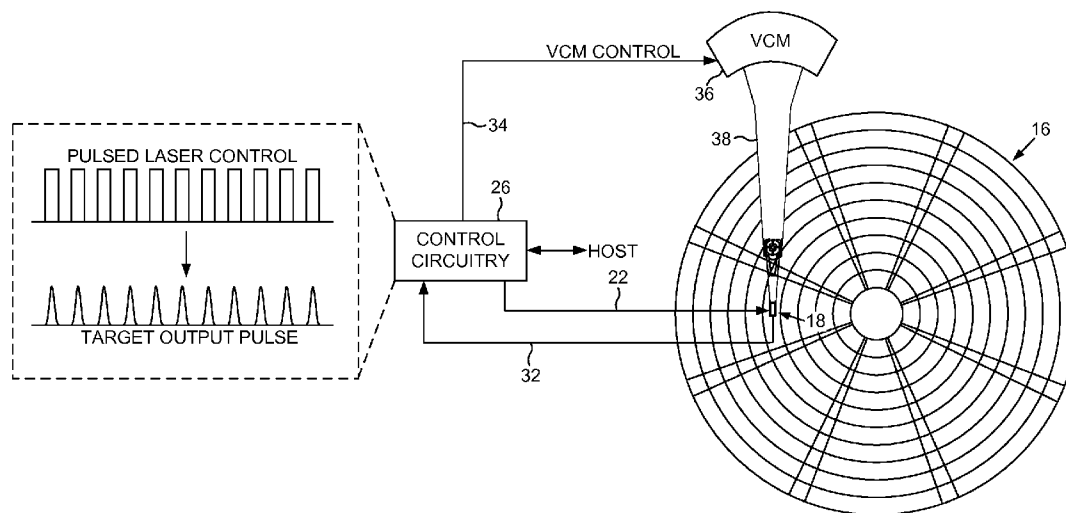 VCM
VCM CONTROL
36
34
38
16
PULSED LASER CONTROL
26
CONTROL
CIRCUITRY
HOST
22
18
TARGET OUTPUT PULSE
32